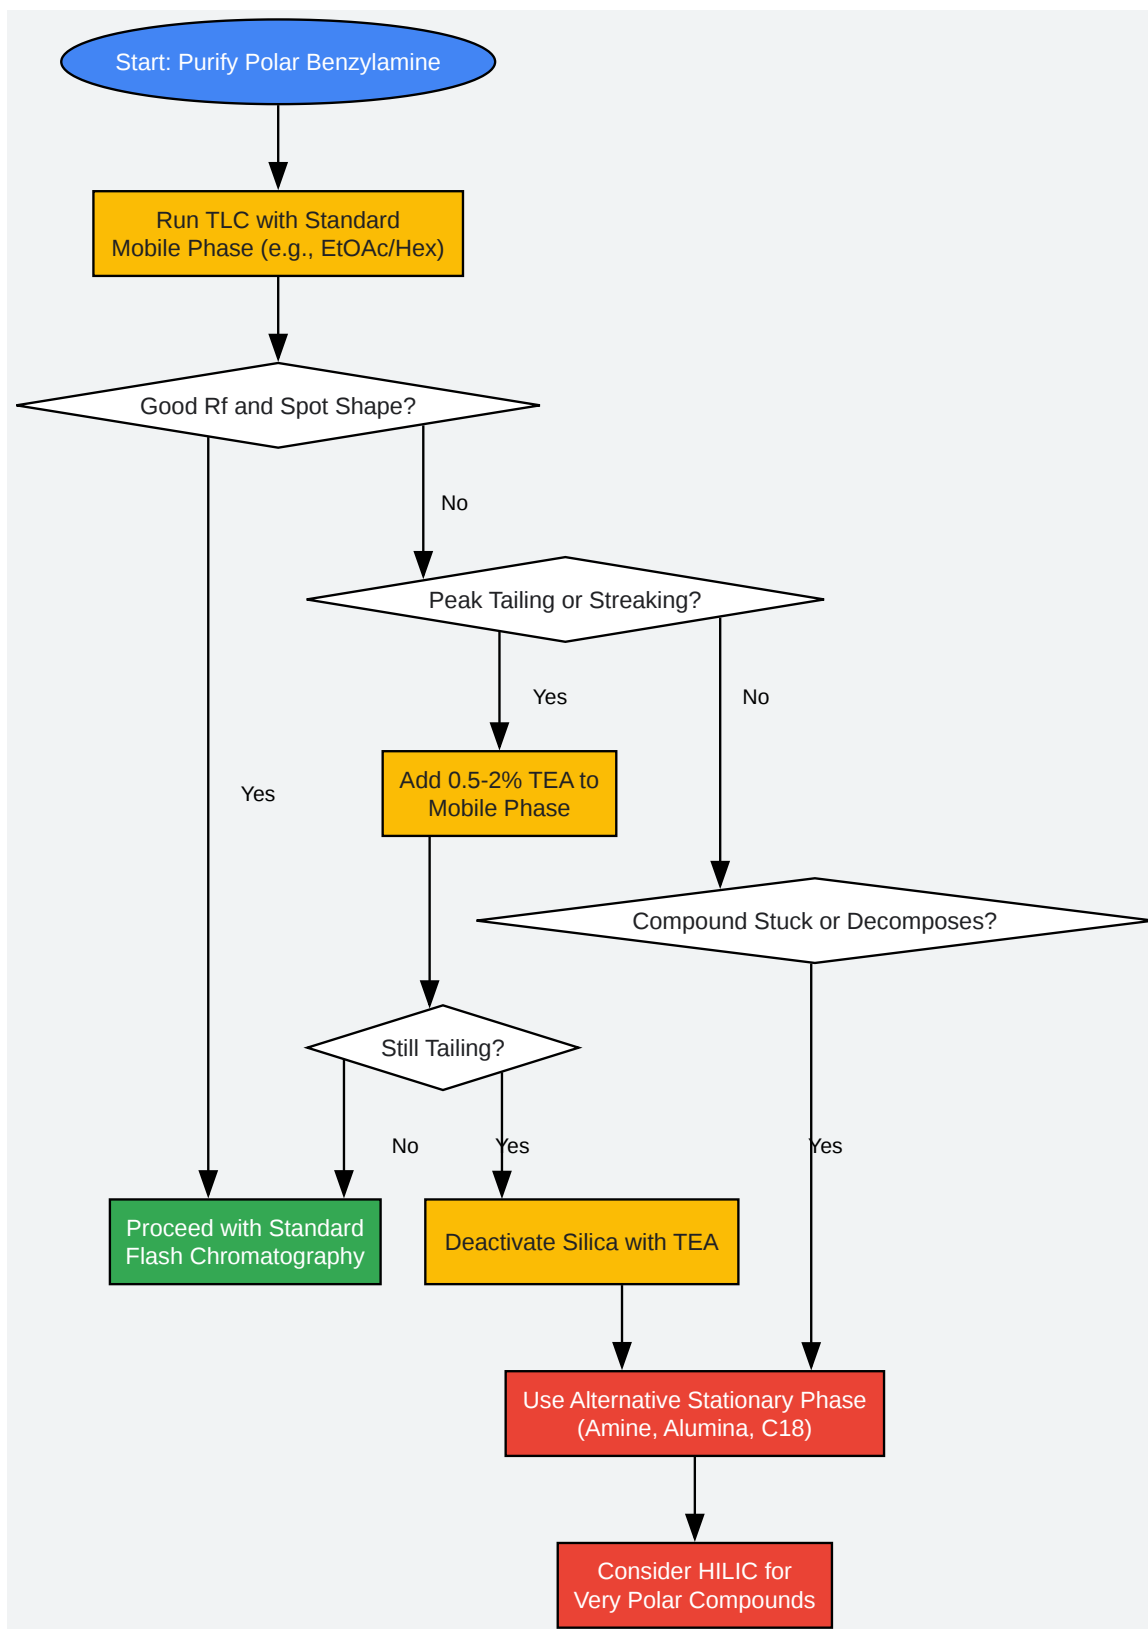 Start: Purify Polar Benzylamine
Run TLC with Standard
Mobile Phase (e.g., EtOAc/Hex)
Good Rf and Spot Shape?
No
Peak Tailing or Streaking?
Yes
No
Yes
Add 0.5-2% TEA to
Mobile Phase
Compound Stuck or Decomposes?
Still Tailing?
No
Yes
Yes
Proceed with Standard
Flash Chromatography
Deactivate Silica with TEA
Use Alternative Stationary Phase
(Amine, Alumina, C18)
Consider HILIC for
Very Polar Compounds